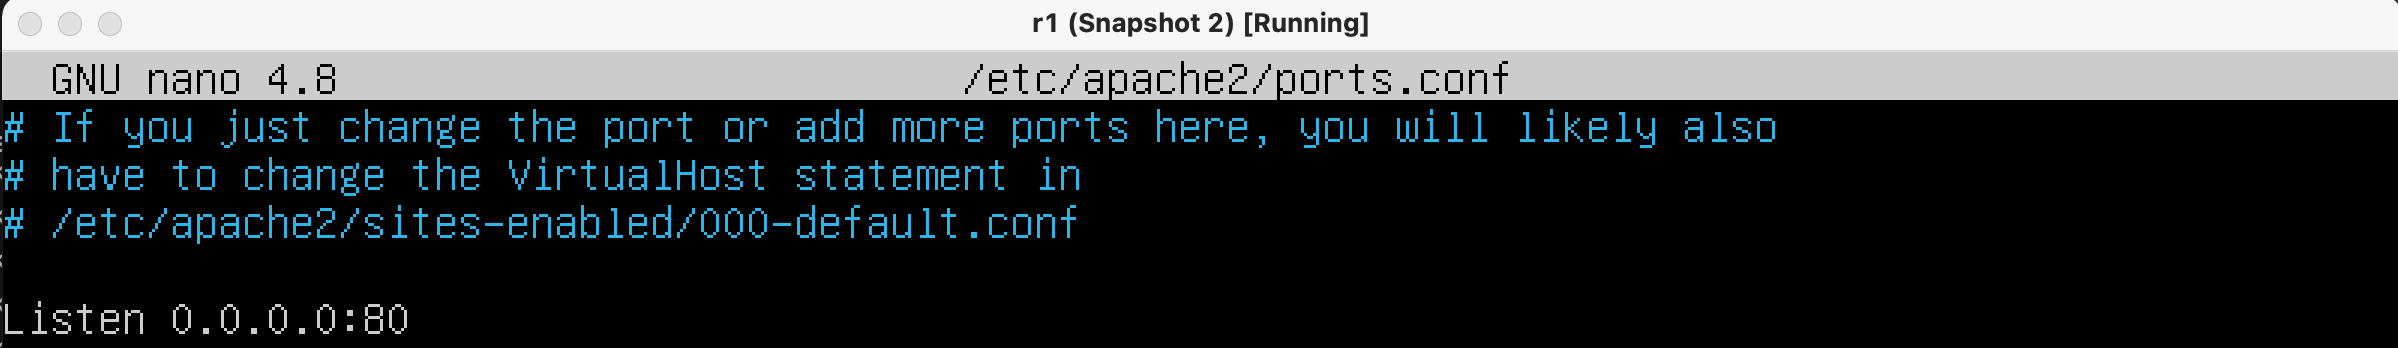 r1 (Snapshot 2) [Running]
GNU nano 4.8 /etc/apache2/ports.conf
# If you just change the port or add more ports here, you will likely also
# have to change the VirtualHost statement in
# /etc/apache2/sites-enabled/000-default.conf
Listen 0.0.0.0:80